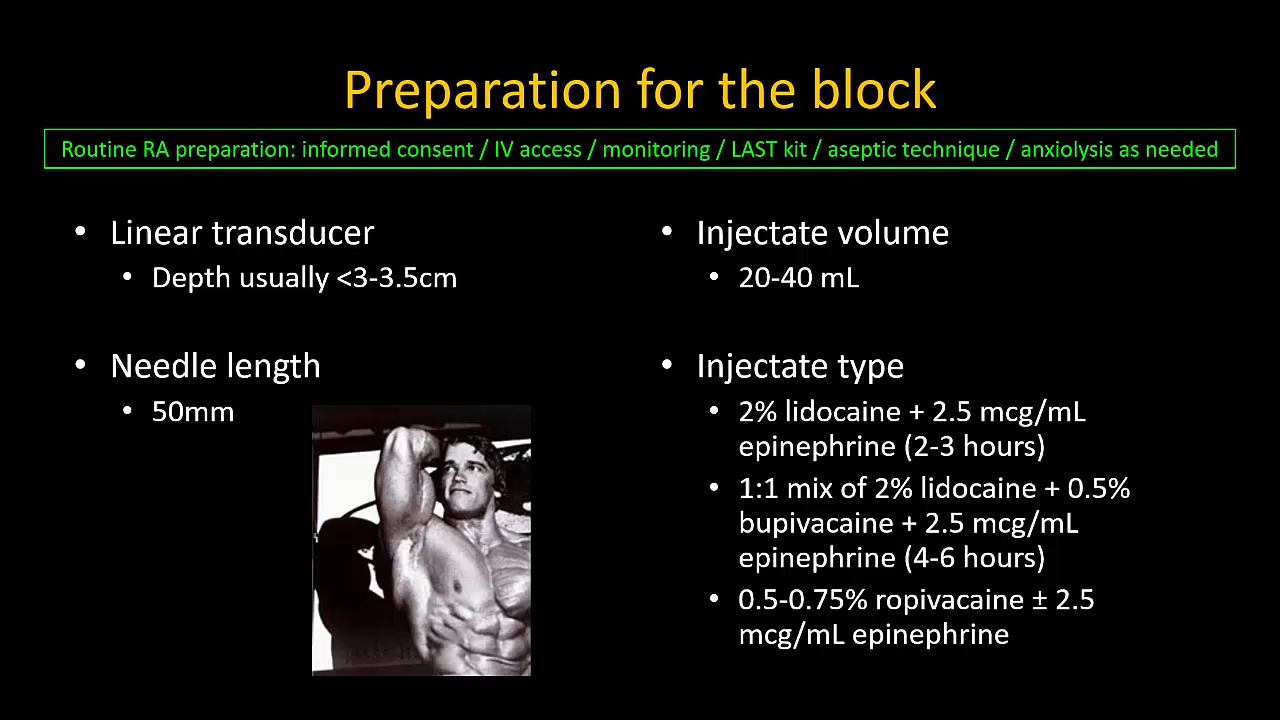 Preparation for the block
Routine RA preparation: informed consent / IV access / monitoring / LAST kit / aseptic technique / anxiolysis as needed
• Linear transducer
• Depth usually <3-3.5cm
• Needle length
• 50mm
• Injectate volume
• 20-40 mL
• Injectate type
• 2% lidocaine + 2.5 mcg/mL
epinephrine (2-3 hours)
• 1:1 mix of 2% lidocaine + 0.5%
bupivacaine + 2.5 mcg/mL
epinephrine (4-6 hours)
• 0.5-0.75% ropivacaine ± 2.5
mcg/mL epinephrine